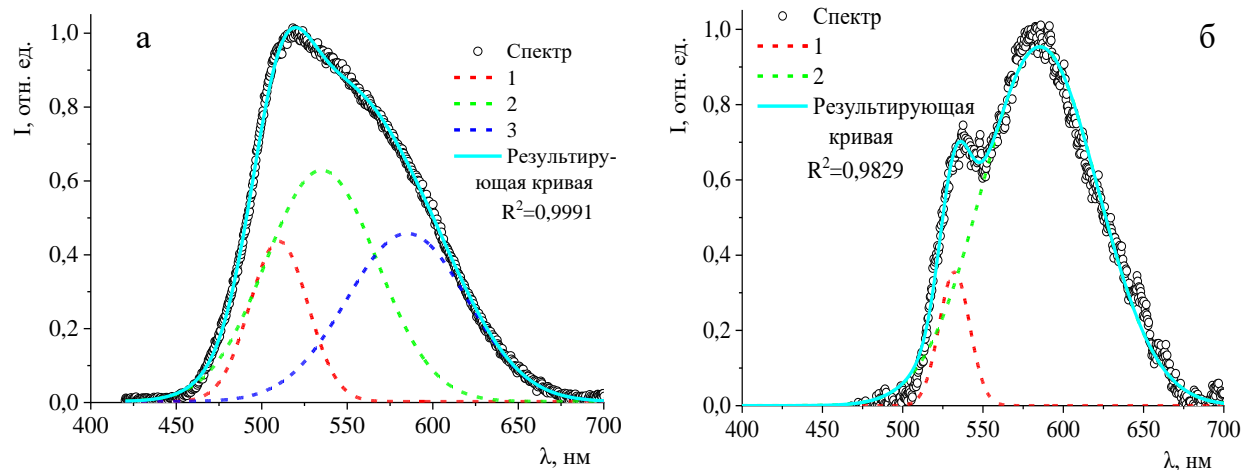 а
I, отн. ед.
1,0
0,8
0,6
0,4
0,2
0,0
Спектр
1
2
3
Результиру-
ющая кривая
R²=0,9991
400 450 500 550 600 650 700
λ, нм
б
I, отн. ед.
1,0
0,8
0,6
0,4
0,2
0,0
Спектр
1
2
Результирующая
кривая
R²=0,9829
400 450 500 550 600 650 700
λ, нм